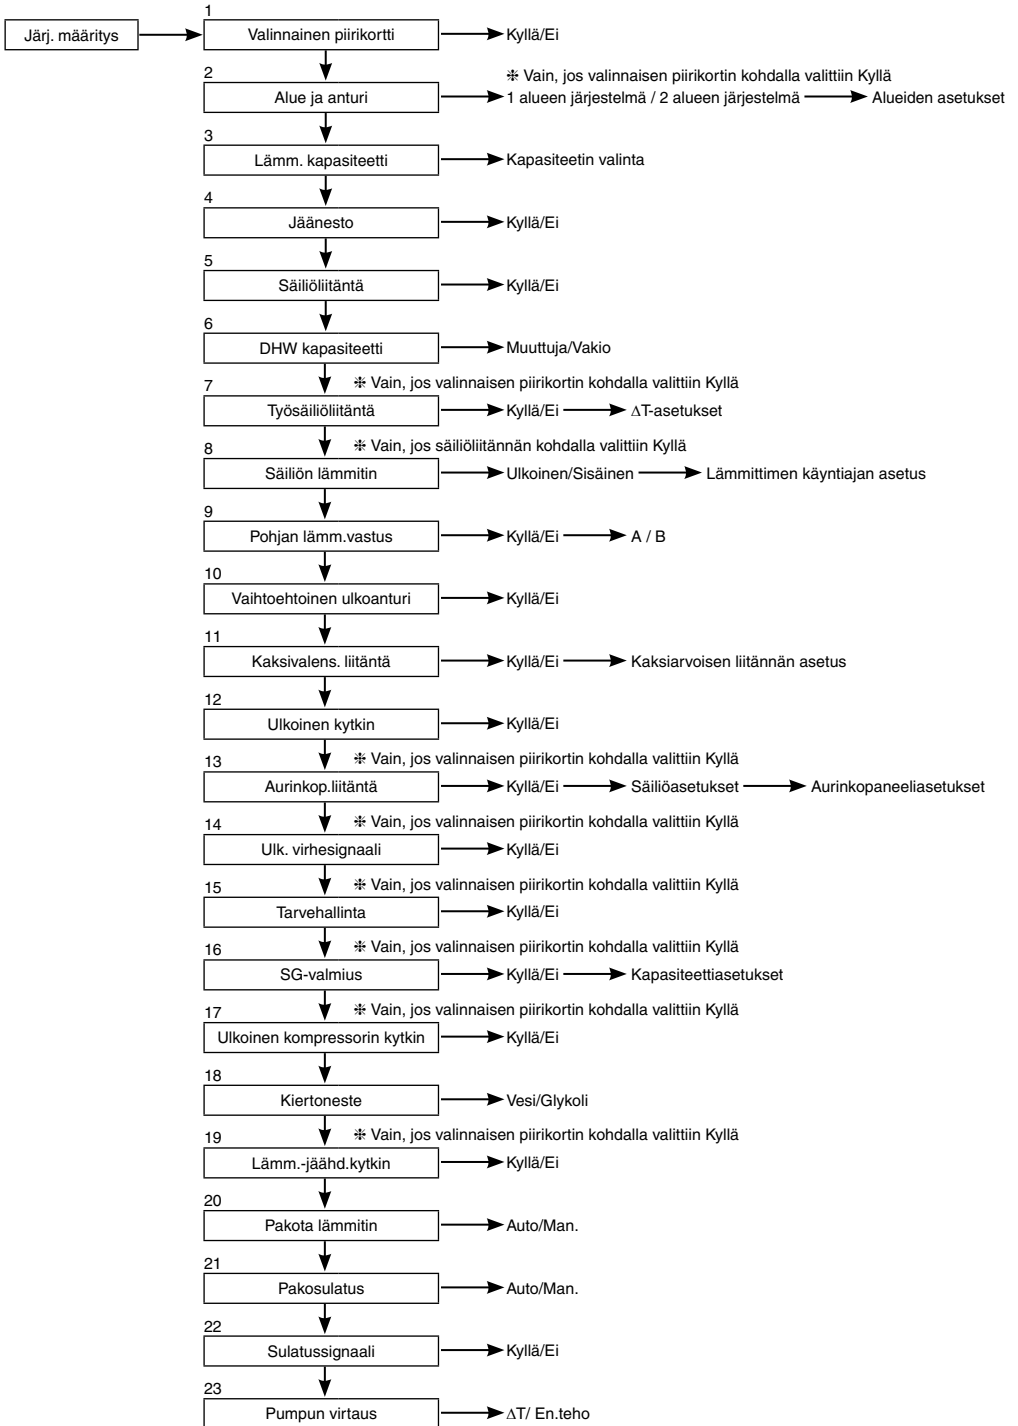 1
Järj. määritys Valinnainen piirikortti Kyllä/Ei
2 ❊ Vain, jos valinnaisen piirikortin kohdalla valittiin Kyllä
Alue ja anturi 1 alueen järjestelmä / 2 alueen järjestelmä Alueiden asetukset
3
Lämm. kapasiteetti Kapasiteetin valinta
4
Jäänesto Kyllä/Ei
5
Säiliöliitäntä Kyllä/Ei
6
DHW kapasiteetti Muuttuja/Vakio
7 ❊ Vain, jos valinnaisen piirikortin kohdalla valittiin Kyllä
Työsäiliöliitäntä Kyllä/Ei ΔT-asetukset
8 ❊ Vain, jos säiliöliitännän kohdalla valittiin Kyllä
Säiliön lämmitin Ulkoinen/Sisäinen Lämmittimen käyntiajan asetus
9
Pohjan lämm.vastus Kyllä/Ei A / B
10
Vaihtoehtoinen ulkoanturi Kyllä/Ei
11
Kaksivalens. liitäntä Kyllä/Ei Kaksiarvoisen liitännän asetus
12
Ulkoinen kytkin Kyllä/Ei
13 ❊ Vain, jos valinnaisen piirikortin kohdalla valittiin Kyllä
Aurinkop.liitäntä Kyllä/Ei Säiliöasetukset Aurinkopaneeliasetukset
14 ❊ Vain, jos valinnaisen piirikortin kohdalla valittiin Kyllä
Ulk. virhesignaali Kyllä/Ei
15 ❊ Vain, jos valinnaisen piirikortin kohdalla valittiin Kyllä
Tarvehallinta Kyllä/Ei
16 ❊ Vain, jos valinnaisen piirikortin kohdalla valittiin Kyllä
SG-valmius Kyllä/Ei Kapasiteettiasetukset
17 ❊ Vain, jos valinnaisen piirikortin kohdalla valittiin Kyllä
Ulkoinen kompressorin kytkin Kyllä/Ei
18
Kiertoneste Vesi/Glykoli
19 ❊ Vain, jos valinnaisen piirikortin kohdalla valittiin Kyllä
Lämm.-jäähd.kytkin Kyllä/Ei
20
Pakota lämmitin Auto/Man.
21
Pakosulatus Auto/Man.
22
Sulatussignaali Kyllä/Ei
23
Pumpun virtaus ΔT/ En.teho